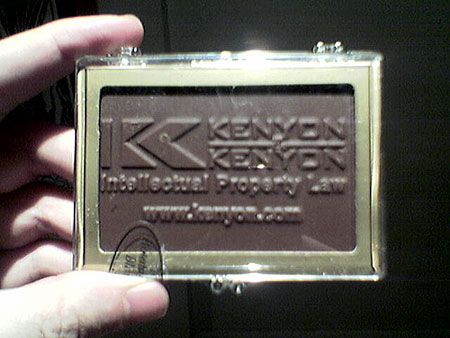 KENYON
KENYON
Intellectual Property Law
www.kenyon.com